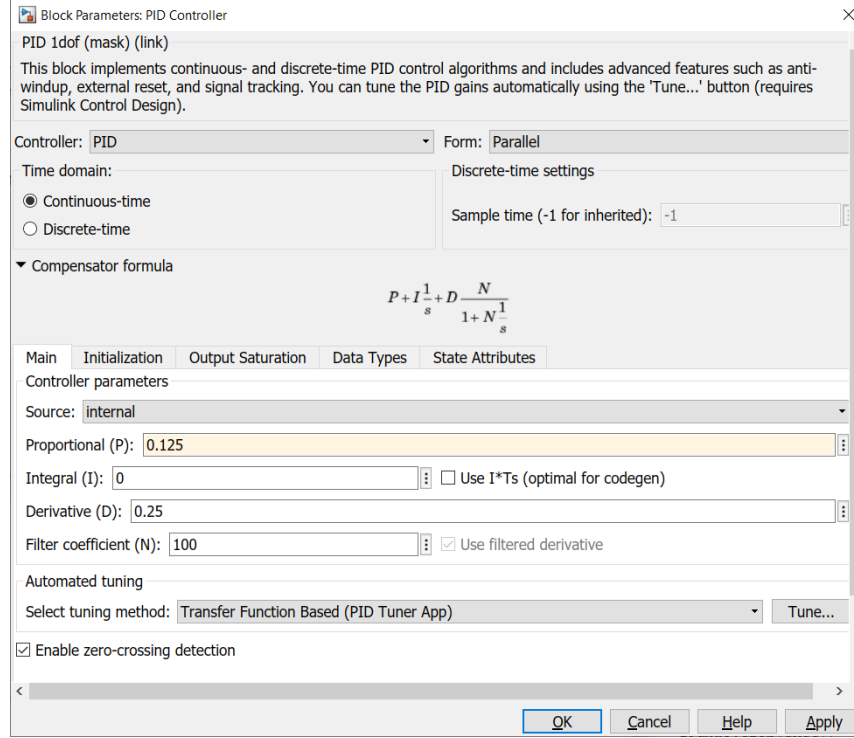 Block Parameters: PID Controller
PID 1dof (mask) (link)
This block implements continuous- and discrete-time PID control algorithms and includes advanced features such as anti-
windup, external reset, and signal tracking. You can tune the PID gains automatically using the 'Tune...' button (requires
Simulink Control Design).
Controller: PID Form: Parallel
Time domain: Discrete-time settings
Continuous-time
Sample time (-1 for inherited): -1
Discrete-time
Compensator formula
P + I 1/s + D N/(1 + N 1/s)
Main Initialization Output Saturation Data Types State Attributes
Controller parameters
Source: internal
Proportional (P): 0.125
Integral (I): 0 Use I*Ts (optimal for codegen)
Derivative (D): 0.25
Filter coefficient (N): 100 Use filtered derivative
Automated tuning
Select tuning method: Transfer Function Based (PID Tuner App) Tune...
Enable zero-crossing detection
OK Cancel Help Apply